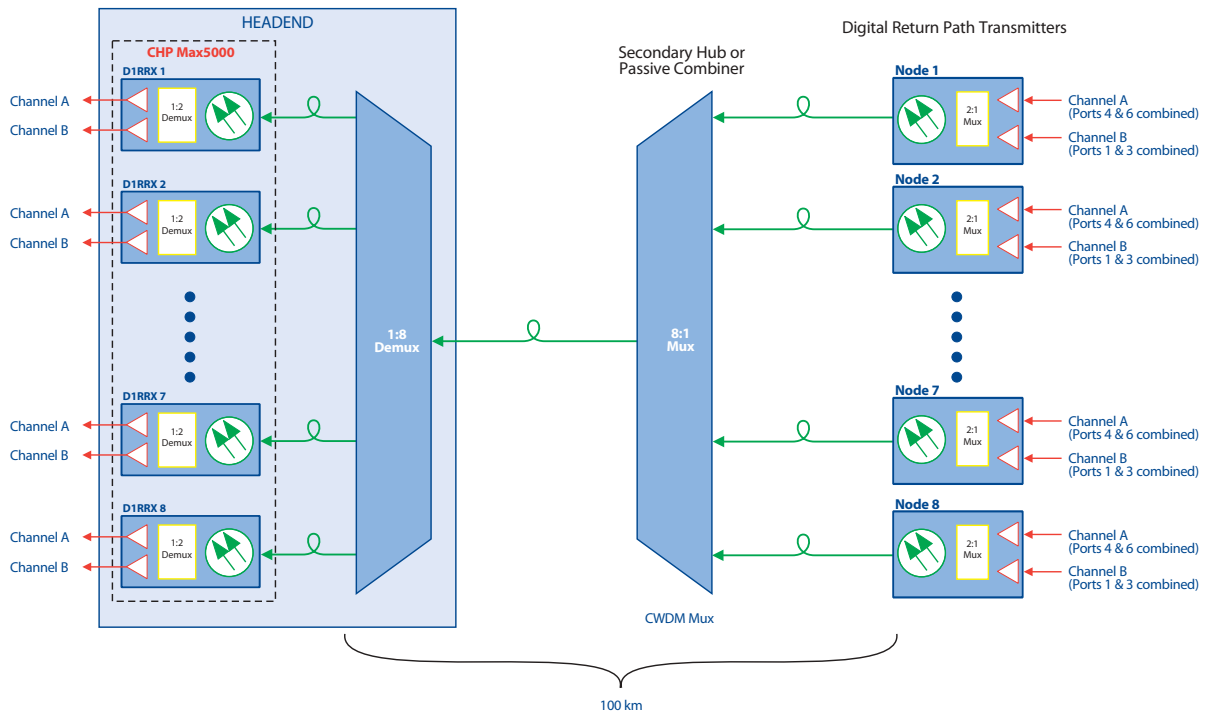 HEADEND
CHP Max5000
D1RRX 1
Channel A
Channel B
1:2
Demux
D1RRX 2
Channel A
Channel B
1:2
Demux
D1RRX 7
Channel A
Channel B
1:2
Demux
D1RRX 8
Channel A
Channel B
1:2
Demux
1:8
Demux
Secondary Hub or
Passive Combiner
8:1
Mux
CWDM Mux
Digital Return Path Transmitters
Node 1
2:1
Mux
Channel A
(Ports 4 & 6 combined)
Channel B
(Ports 1 & 3 combined)
Node 2
2:1
Mux
Channel A
(Ports 4 & 6 combined)
Channel B
(Ports 1 & 3 combined)
Node 7
2:1
Mux
Channel A
(Ports 4 & 6 combined)
Channel B
(Ports 1 & 3 combined)
Node 8
2:1
Mux
Channel A
(Ports 4 & 6 combined)
Channel B
(Ports 1 & 3 combined)
100 km